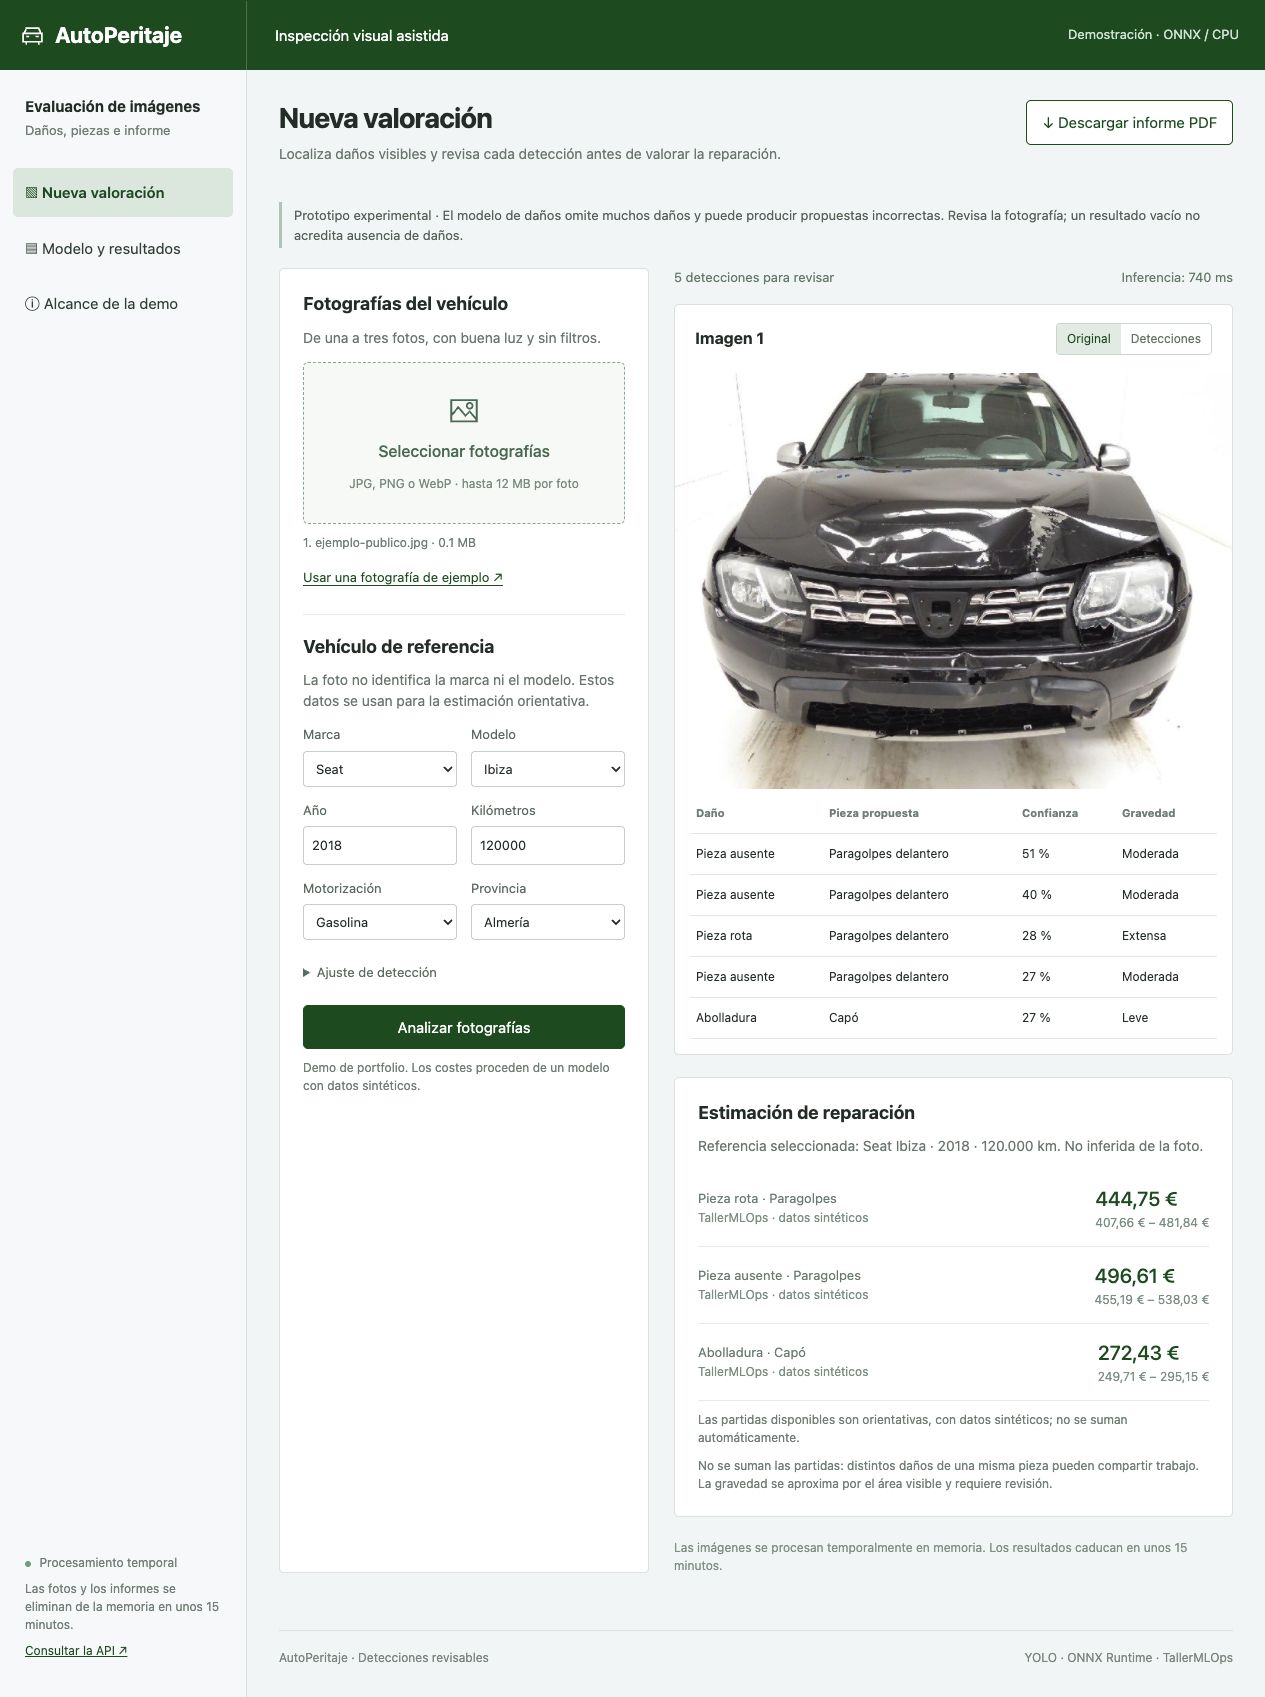 AutoPeritaje
Inspección visual asistida
Demostración · ONNX / CPU
Evaluación de imágenes
Daños, piezas e informe
Nueva valoración
Modelo y resultados
Alcance de la demo
Procesamiento temporal
Las fotos y los informes se
eliminan de la memoria en unos 15
minutos.
Consultar la API ↗
Nueva valoración
Localiza daños visibles y revisa cada detección antes de valorar la reparación.
↓ Descargar informe PDF
Prototipo experimental · El modelo de daños omite muchos daños y puede producir propuestas incorrectas. Revisa la fotografía; un resultado vacío no
acredita ausencia de daños.
Fotografías del vehículo
De una a tres fotos, con buena luz y sin filtros.
Seleccionar fotografías
JPG, PNG o WebP · hasta 12 MB por foto
1. ejemplo-publico.jpg · 0.1 MB
Usar una fotografía de ejemplo ↗
Vehículo de referencia
La foto no identifica la marca ni el modelo. Estos
datos se usan para la estimación orientativa.
Marca Modelo
Seat Ibiza
Año Kilómetros
2018 120000
Motorización Provincia
Gasolina Almería
Ajuste de detección
Analizar fotografías
Demo de portfolio. Los costes proceden de un modelo
con datos sintéticos.
5 detecciones para revisar
Inferencia: 740 ms
Imagen 1
Original Detecciones
Daño Pieza propuesta Confianza Gravedad
Pieza ausente Paragolpes delantero 51 % Moderada
Pieza ausente Paragolpes delantero 40 % Moderada
Pieza rota Paragolpes delantero 28 % Extensa
Pieza ausente Paragolpes delantero 27 % Moderada
Abolladura Capó 27 % Leve
Estimación de reparación
Referencia seleccionada: Seat Ibiza · 2018 · 120.000 km. No inferida de la foto.
Pieza rota · Paragolpes
TallerMLOps · datos sintéticos
444,75 €
407,66 € – 481,84 €
Pieza ausente · Paragolpes
TallerMLOps · datos sintéticos
496,61 €
455,19 € – 538,03 €
Abolladura · Capó
TallerMLOps · datos sintéticos
272,43 €
249,71 € – 295,15 €
Las partidas disponibles son orientativas, con datos sintéticos; no se suman
automáticamente.
No se suman las partidas: distintos daños de una misma pieza pueden compartir trabajo.
La gravedad se aproxima por el área visible y requiere revisión.
Las imágenes se procesan temporalmente en memoria. Los resultados caducan en unos 15
minutos.
AutoPeritaje · Detecciones revisables
YOLO · ONNX Runtime · TallerMLOps